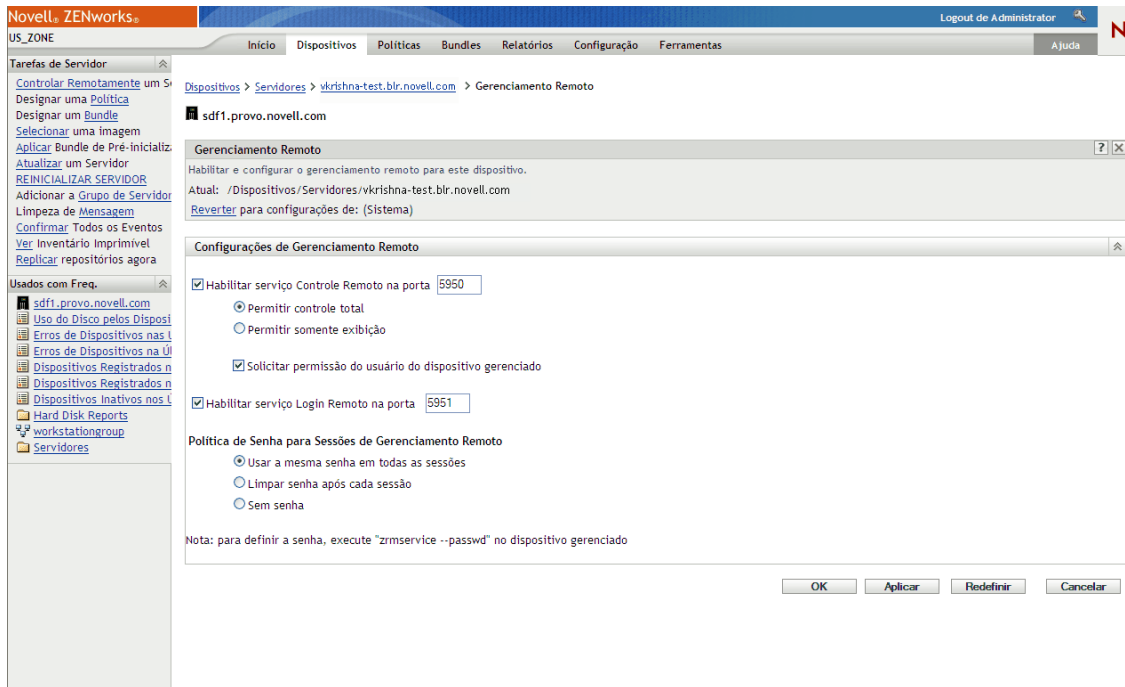 Novell® ZENworks®
Logout de Administrator
N
US_ZONE
Início Dispositivos Políticas Bundles Relatórios Configuração Ferramentas Ajuda
Tarefas de Servidor
Controlar Remotamente um
Designar uma Política
Designar um Bundle
Selecionar uma imagem
Aplicar Bundle de
Atualizar um Servidor
REINICIALIZAR SERVIDOR
Adicionar a Grupo de Servidor
Limpeza de Mensagem
Confirmar Todos os Eventos
Ver Inventário Imprimível
Replicar repositórios agora
Usados com Freq.
sdf1.provo.novell.com
Uso do Disco pelos
Erros de Dispositivos nas
Erros de Dispositivos na
Dispositivos Registrados
Dispositivos Registrados
Dispositivos Inativos nos
Hard Disk Reports
workstationgroup
Servidores
Dispositivos > Servidores > vkrishna-test.blr.novell.com > Gerenciamento Remoto
sdf1.provo.novell.com
Gerenciamento Remoto
Habilitar e configurar o gerenciamento remoto para este dispositivo.
Atual: /Dispositivos/Servidores/vkrishna-test.blr.novell.com
Reverter para configurações de: (Sistema)
Configurações de Gerenciamento Remoto
Habilitar serviço Controle Remoto na porta 5950
Permitir controle total
Permitir somente exibição
Solicitar permissão do usuário do dispositivo gerenciado
Habilitar serviço Login Remoto na porta 5951
Política de Senha para Sessões de Gerenciamento Remoto
Usar a mesma senha em todas as sessões
Limpar senha após cada sessão
Sem senha
Nota: para definir a senha, execute "zrmservice --passwd" no dispositivo gerenciado
OK Aplicar Redefinir Cancelar